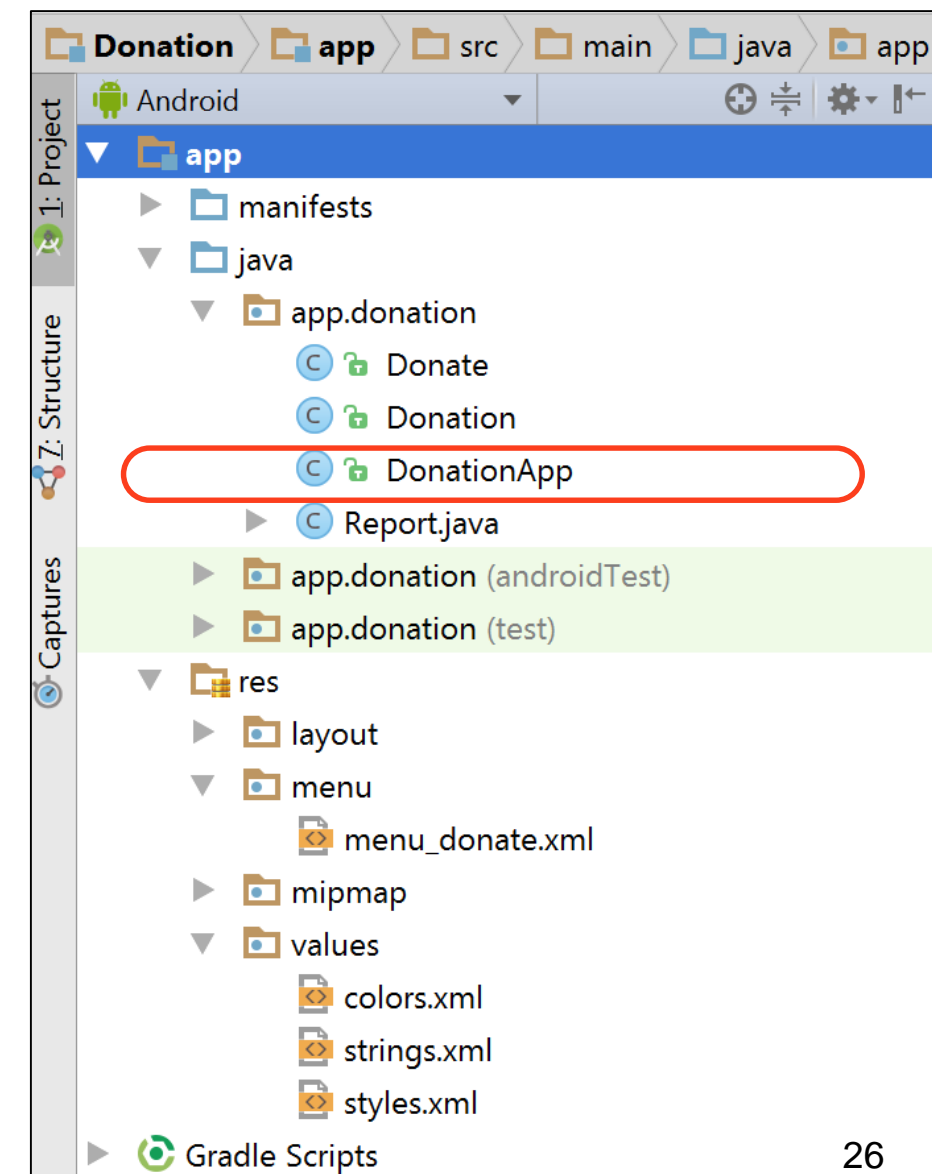 Donation app src main java app
Android
1: Project
app
manifests
java
app.donation
Donate
Donation
DonationApp
Report.java
app.donation (androidTest)
app.donation (test)
res
layout
menu
menu_donate.xml
mipmap
values
colors.xml
strings.xml
styles.xml
Gradle Scripts
7: Structure
Captures
26